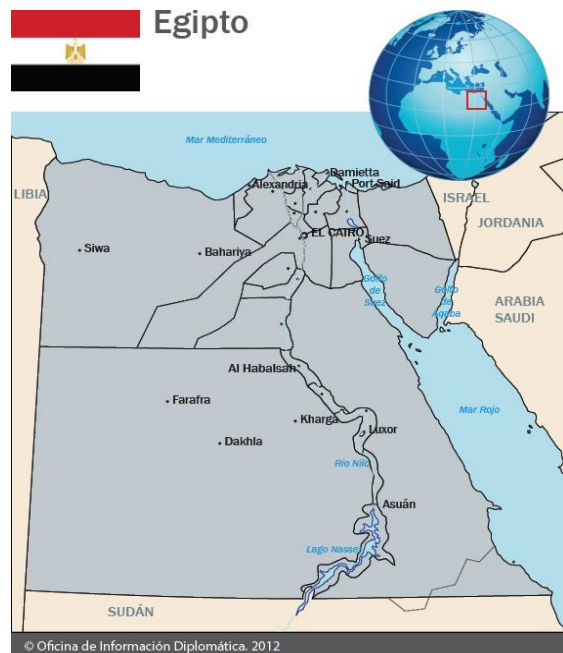 Egipto
Mar Mediterráneo
Damietta
Alexandria
Port Said
LIBIA
ISRAEL
JORDANIA
EL CAIRO
Suez
Siwa
Bahariya
Golfo
de
Suez
Golfo
de
Aqaba
ARABIA
SAUDI
Al Habalsah
Farafra
Mar Rojo
Kharga
Luxor
Dakhla
Río Nilo
Asuán
Lago Nasser
SUDÁN
© Oficina de Información Diplomática. 2012